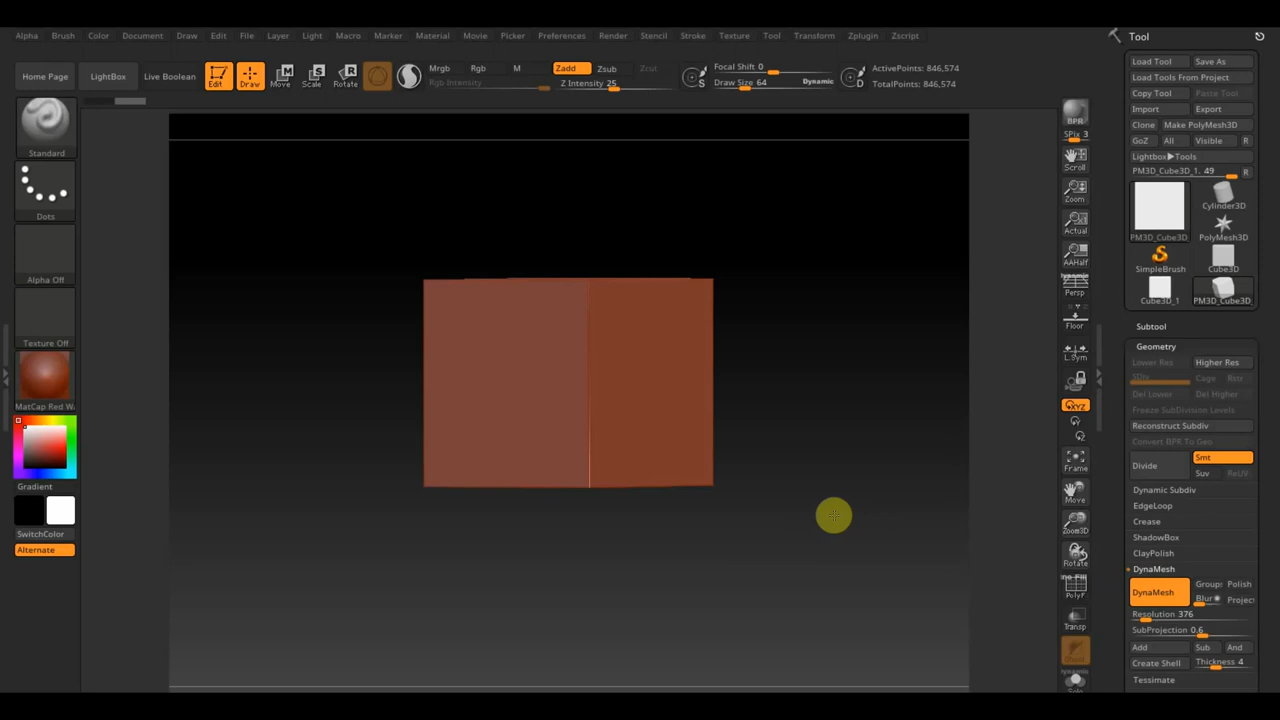 Alpha Brush Color Document Draw Edit File Layer Light Macro Marker Material Movie Picker Preferences Render Stencil Stroke Texture Tool Transform Zplugin Zscript
Tool
Home Page LightBox Live Boolean Edit Draw Move Scale Rotate
Mrgb Rgb M Zadd Zsub Zcut
Rgb Intensity Z Intensity 25
Focal Shift 0
Draw Size 64 Dynamic
S
D
ActivePoints: 846,574
TotalPoints: 846,574
Standard
Dots
Alpha Off
Texture Off
MatCap Red W
Gradient
SwitchColor
Alternate
BPR
SPix 3
Scroll
Zoom
Actual
AAHalf
Dynamic
Persp
Floor
L.Sym
XYZ
Frame
Move
Zoom3D
Rotate
PolyF
Transp
Ghost
Dynamic
Solo
Load Tool Save As
Load Tools From Project
Copy Tool Paste Tool
Import Export
Clone Make PolyMesh3D
GoZ All Visible R
Lightbox▶Tools
PM3D_Cube3D_1. 49 R
PM3D_Cube3D_
Cylinder3D
PolyMesh3D
SimpleBrush Cube3D
Cube3D_1 PM3D_Cube3D_
Subtool
Geometry
Lower Res Higher Res
SDiv Cage Rstr
Del Lower Del Higher
Freeze SubDivision Levels
Reconstruct Subdiv
Convert BPR To Geo
Divide Smt
Suv ReUV
Dynamic Subdiv
EdgeLoop
Crease
ShadowBox
ClayPolish
DynaMesh
DynaMesh Groups Polish
Blur Projec
Resolution 376
SubProjection 0.6
Add Sub And
Create Shell Thickness 4
Tessimate